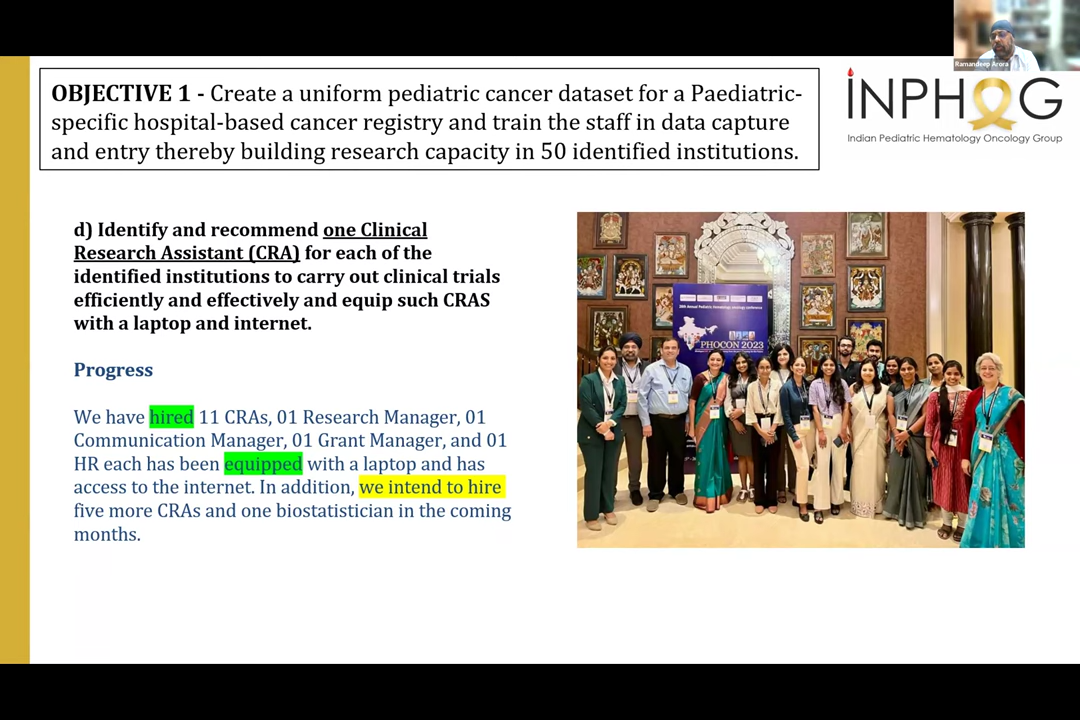 Ramandeep Arora
OBJECTIVE 1 - Create a uniform pediatric cancer dataset for a Paediatric-
specific hospital-based cancer registry and train the staff in data capture
and entry thereby building research capacity in 50 identified institutions.
INPHOG
Indian Pediatric Hematology Oncology Group
d) Identify and recommend one Clinical
Research Assistant (CRA) for each of the
identified institutions to carry out clinical trials
efficiently and effectively and equip such CRAS
with a laptop and internet.
Progress
We have hired 11 CRAs, 01 Research Manager, 01
Communication Manager, 01 Grant Manager, and 01
HR each has been equipped with a laptop and has
access to the internet. In addition, we intend to hire
five more CRAs and one biostatistician in the coming
months.
PHOCON 2023